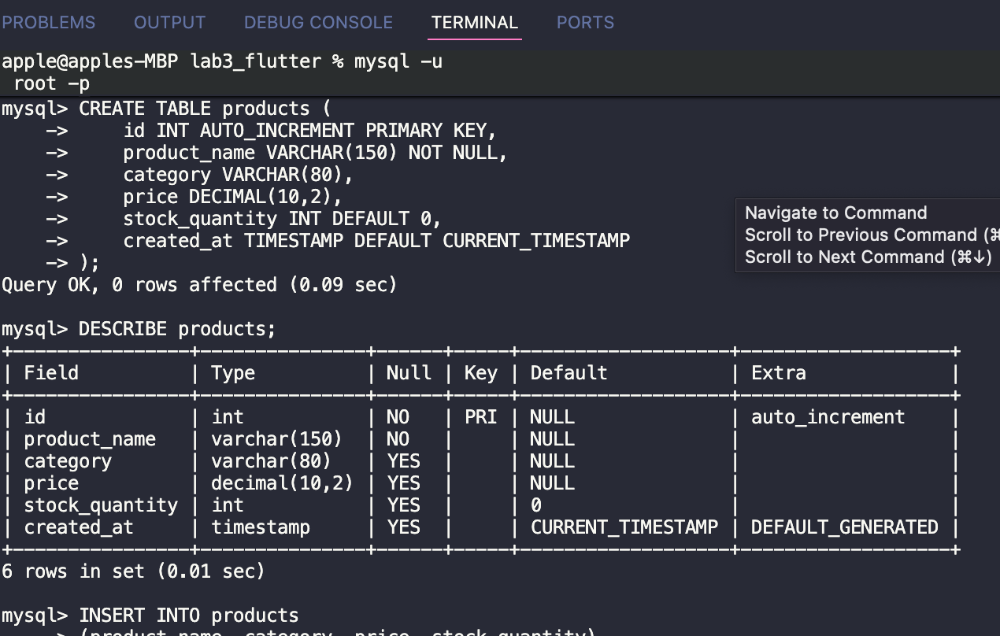 PROBLEMS OUTPUT DEBUG CONSOLE TERMINAL PORTS
apple@apples-MBP lab3_flutter % mysql -u
 root -p
mysql> CREATE TABLE products (
    ->     id INT AUTO_INCREMENT PRIMARY KEY,
    ->     product_name VARCHAR(150) NOT NULL,
    ->     category VARCHAR(80),
    ->     price DECIMAL(10,2),
    ->     stock_quantity INT DEFAULT 0,
    ->     created_at TIMESTAMP DEFAULT CURRENT_TIMESTAMP
    -> );
Query OK, 0 rows affected (0.09 sec)
Navigate to Command
Scroll to Previous Command (⌘
Scroll to Next Command (⌘↓)
mysql> DESCRIBE products;
+----------------+---------------+------+-----+-------------------+-------------------+
| Field          | Type          | Null | Key | Default           | Extra             |
+----------------+---------------+------+-----+-------------------+-------------------+
| id             | int           | NO   | PRI | NULL              | auto_increment    |
| product_name   | varchar(150)  | NO   |     | NULL              |                   |
| category       | varchar(80)   | YES  |     | NULL              |                   |
| price          | decimal(10,2) | YES  |     | NULL              |                   |
| stock_quantity | int           | YES  |     | 0                 |                   |
| created_at     | timestamp     | YES  |     | CURRENT_TIMESTAMP | DEFAULT_GENERATED |
+----------------+---------------+------+-----+-------------------+-------------------+
6 rows in set (0.01 sec)
mysql> INSERT INTO products
    -> (product_name, category, price, stock_quantity)